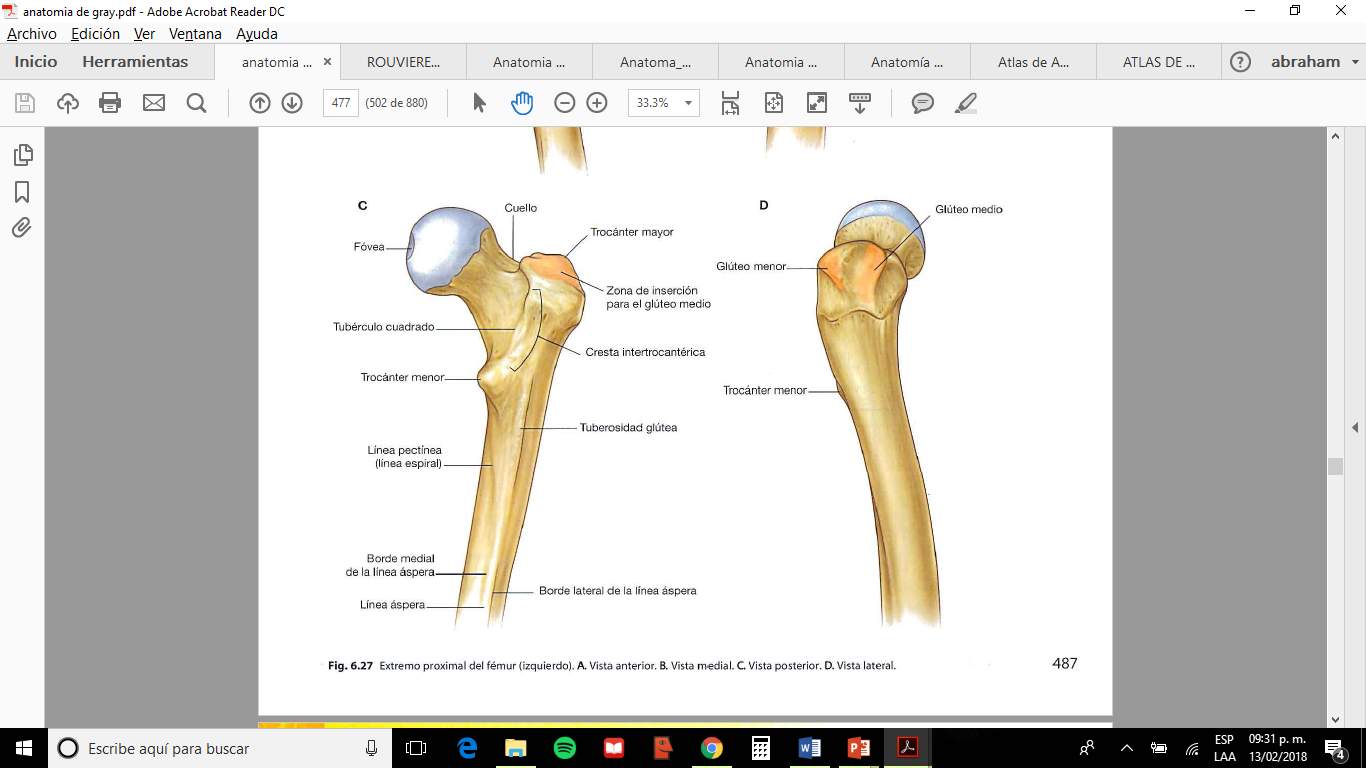 anatomia de gray.pdf - Adobe Acrobat Reader DC
Archivo Edición Ver Ventana Ayuda
Inicio Herramientas anatomia ... × ROUVIERE... Anatomia ... Anatoma_... Anatomia ... Anatomía ... Atlas de A... ATLAS DE ... ? abraham
477 (502 de 880) 33.3%
C
Cuello
Trocánter mayor
Fóvea
Zona de inserción
para el glúteo medio
Tubérculo cuadrado
Cresta intertrocantérica
Trocánter menor
Tuberosidad glútea
Línea pectínea
(línea espiral)
Borde medial
de la línea áspera
Borde lateral de la línea áspera
Línea áspera
D
Glúteo medio
Glúteo menor
Trocánter menor
Fig. 6.27 Extremo proximal del fémur (izquierdo). A. Vista anterior. B. Vista medial. C. Vista posterior. D. Vista lateral.
487
Escribe aquí para buscar
ESP
LAA
09:31 p. m.
13/02/2018
4